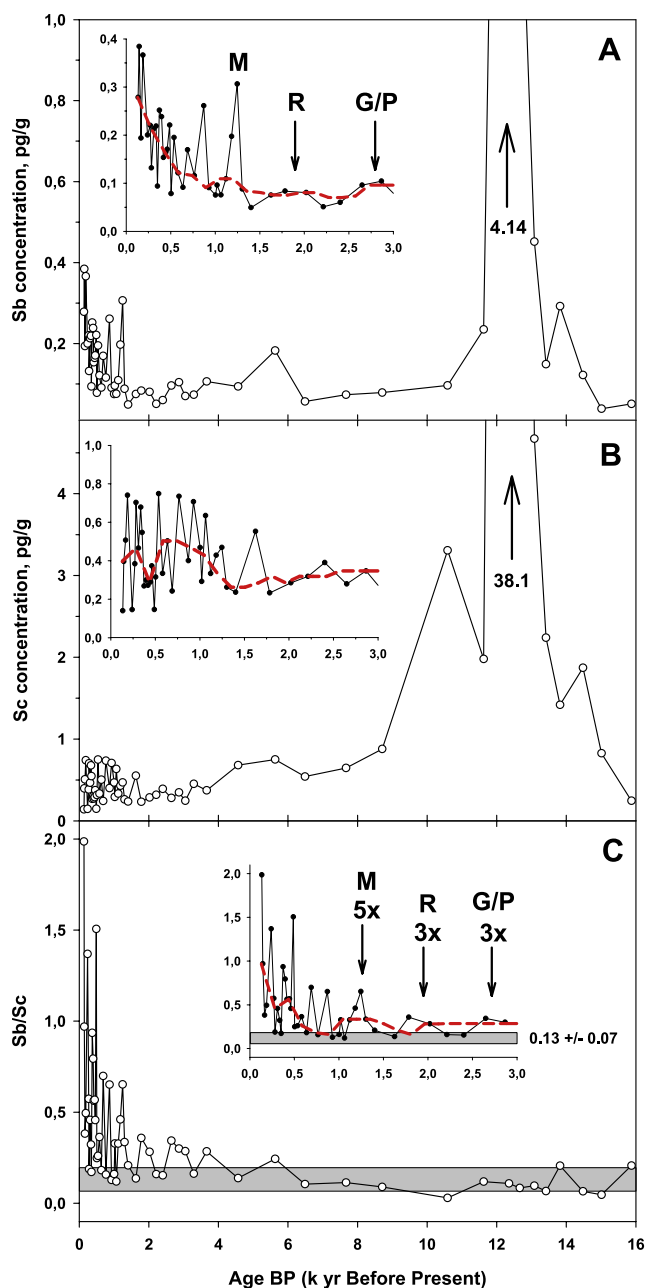 A
Sb concentration, pg/g
1,0
0,8
0,6
0,4
0,2
M
R
G/P
0,4
0,3
0,2
0,1
0,0
0,0 0,5 1,0 1,5 2,0 2,5 3,0
4.14
B
Sc concentration, pg/g
4
3
2
1
0
1,0
0,8
0,6
0,4
0,2
0,0
0,0 0,5 1,0 1,5 2,0 2,5 3,0
38.1
C
Sb/Sc
2,0
1,5
1,0
0,5
0,0
M
5x
R
3x
G/P
3x
2,0
1,5
1,0
0,5
0,0
0,0 0,5 1,0 1,5 2,0 2,5 3,0
0.13 +/- 0.07
0 2 4 6 8 10 12 14 16
Age BP (k yr Before Present)